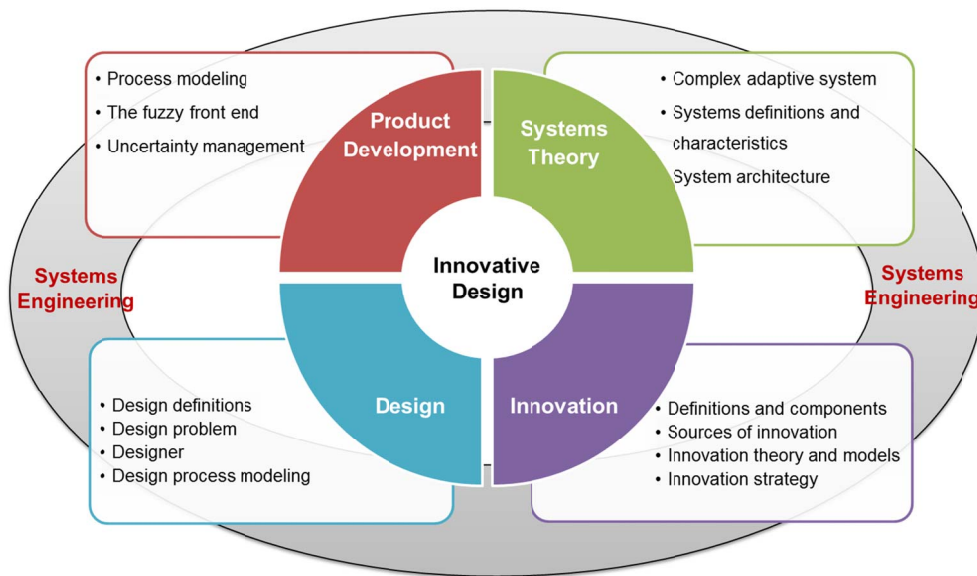 • Process modeling
• The fuzzy front end
• Uncertainty management
Product
Development
Systems
Theory
• Complex adaptive system
• Systems definitions and
characteristics
• System architecture
Systems
Engineering
Innovative
Design
Systems
Engineering
• Design definitions
• Design problem
• Designer
• Design process modeling
Design
Innovation
• Definitions and components
• Sources of innovation
• Innovation theory and models
• Innovation strategy